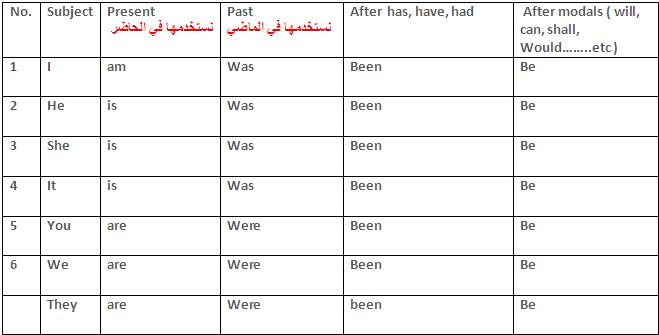 No. Subject Present Past After has, have, had After modals ( will,
نستخدمها في الحاضر نستخدمها في الماضي can, shall,
Would........etc )
1 I am Was Been Be
2 He is Was Been Be
3 She is Was Been Be
4 It is Was Been Be
5 You are Were Been Be
6 We are Were Been Be
They are Were been Be